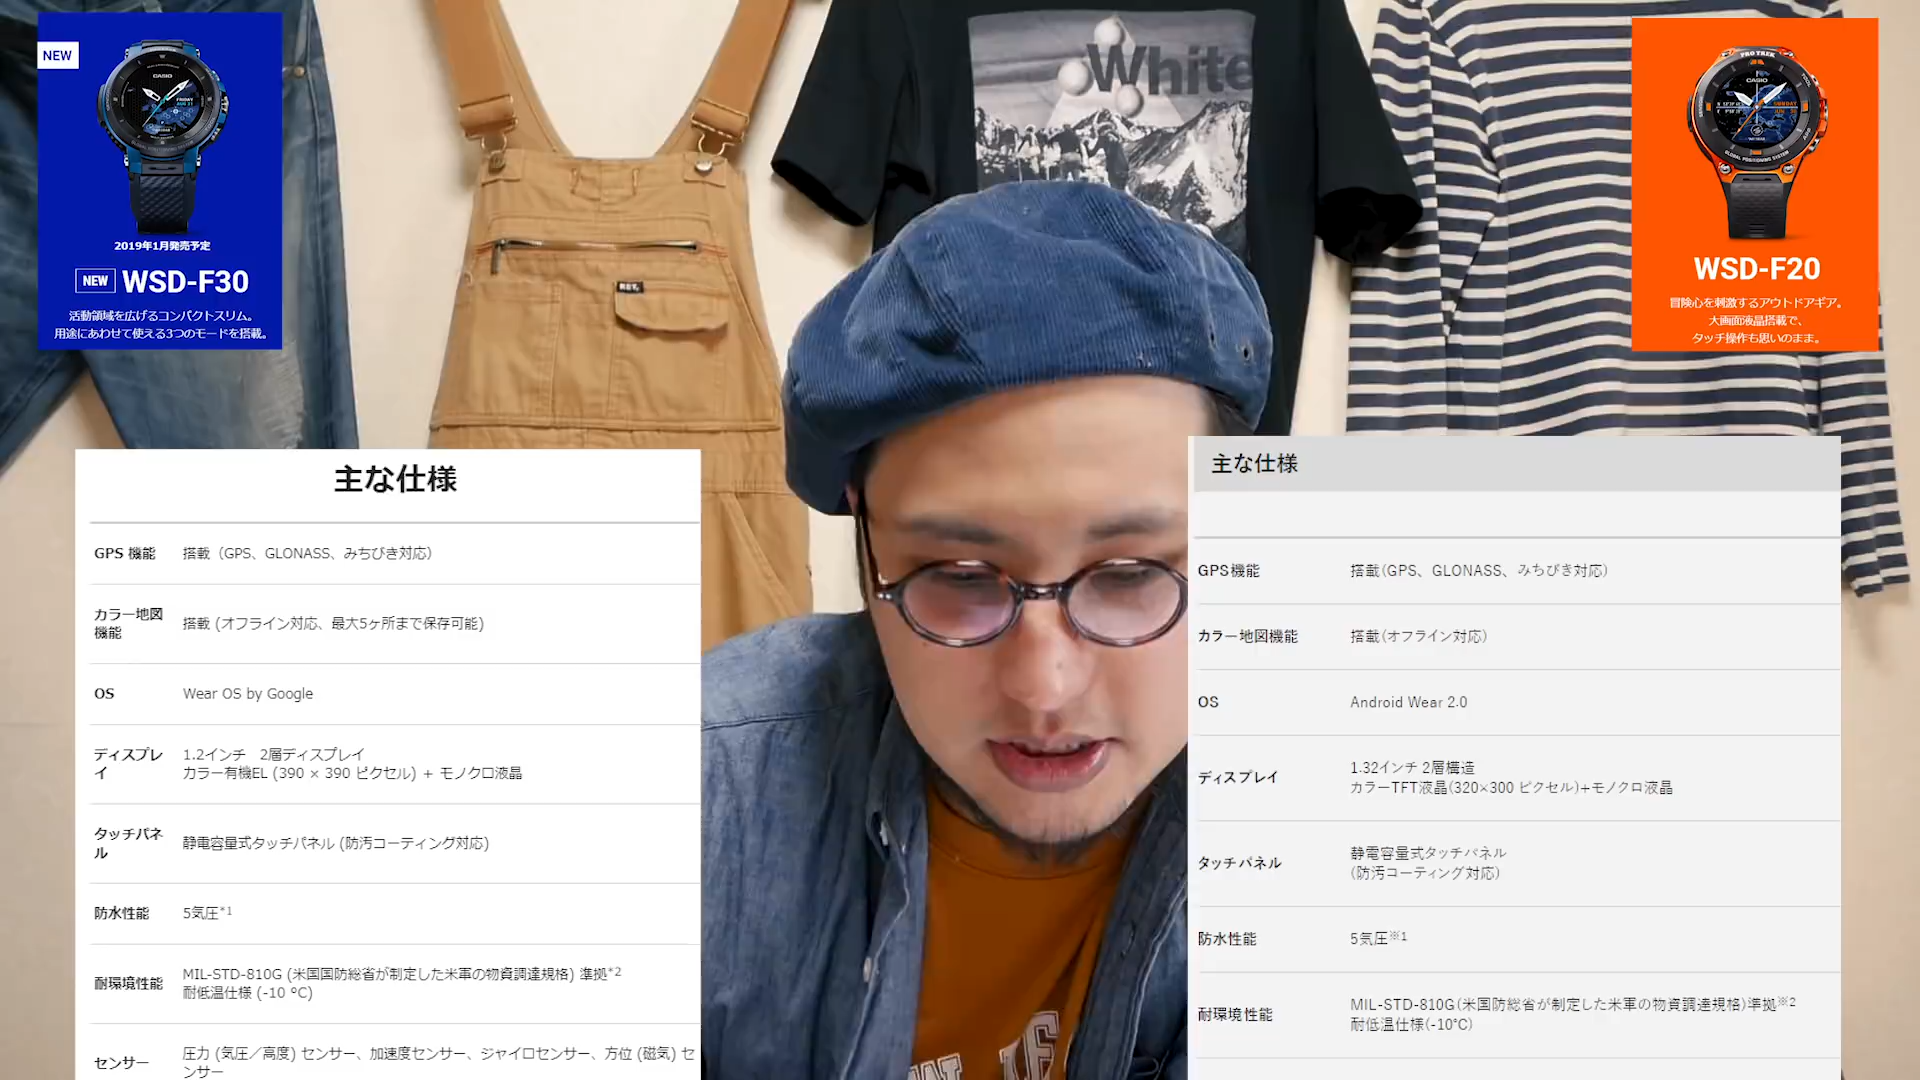 NEW
CASIO
FRIDAY
2019年1月発売予定
NEW WSD-F30
活動領域を広げるコンパクトスリム。
用途にあわせて使える3つのモードを搭載。
White
REY.
PRO TREK
CASIO
SUNDAY
GLOBAL POSITIONING SYSTEM
WSD-F20
冒険心を刺激するアウトドアギア。
大画面液晶搭載で、
タッチ操作も思いのまま。
主な仕様
GPS 機能 搭載（GPS、GLONASS、みちびき対応）
カラー地図
機能
搭載 (オフライン対応、最大5ヶ所まで保存可能)
OS Wear OS by Google
ディスプレ
イ
1.2インチ　2層ディスプレイ
カラー有機EL (390 × 390 ピクセル) ＋ モノクロ液晶
タッチパネ
ル
静電容量式タッチパネル (防汚コーティング対応)
防水性能 5気圧*1
耐環境性能
MIL-STD-810G (米国国防総省が制定した米軍の物資調達規格) 準拠*2
耐低温仕様 (-10 ℃)
センサー
圧力 (気圧／高度) センサー、加速度センサー、ジャイロセンサー、方位 (磁気) セ
ンサー
主な仕様
GPS機能 搭載（GPS、GLONASS、みちびき対応）
カラー地図機能 搭載（オフライン対応）
OS Android Wear 2.0
ディスプレイ
1.32インチ 2層構造
カラーTFT液晶(320×300 ピクセル)+モノクロ液晶
タッチパネル
静電容量式タッチパネル
（防汚コーティング対応）
防水性能 5気圧※1
耐環境性能
MIL-STD-810G（米国防総省が制定した米軍の物資調達規格）準拠※2
耐低温仕様(-10℃)